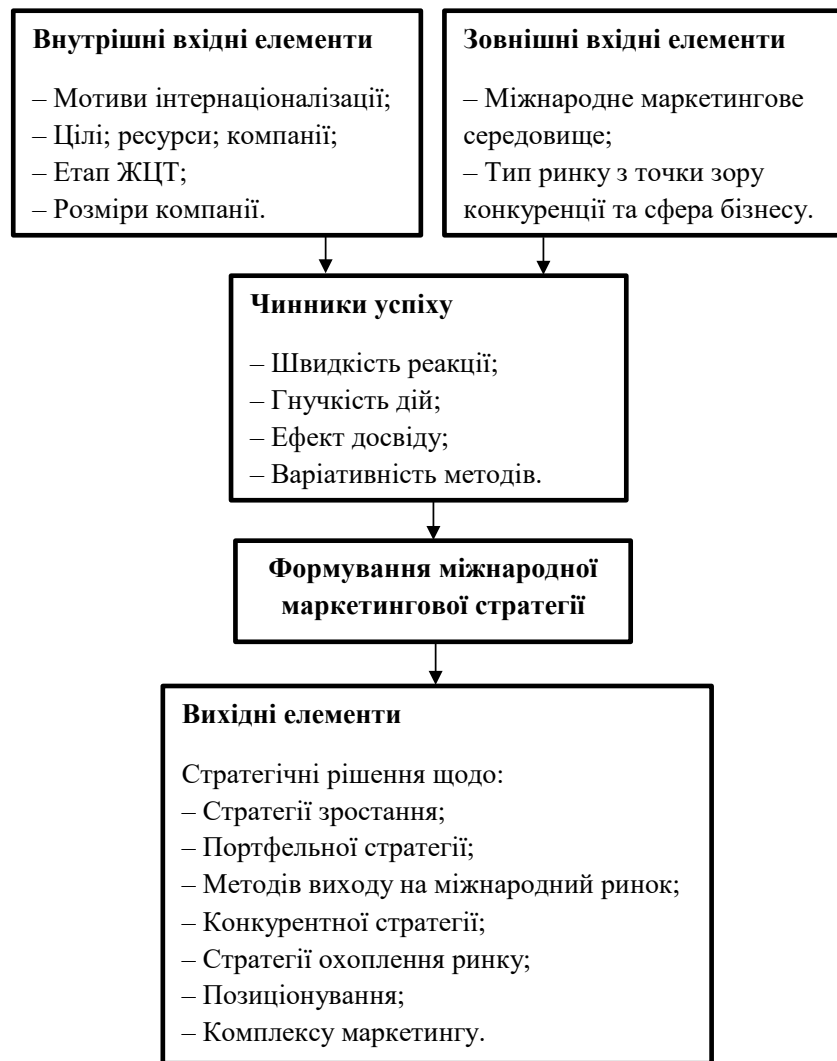 Внутрішні вхідні елементи
– Мотиви інтернаціоналізації;
– Цілі; ресурси; компанії;
– Етап ЖЦТ;
– Розміри компанії.
Зовнішні вхідні елементи
– Міжнародне маркетингове
середовище;
– Тип ринку з точки зору
конкуренції та сфера бізнесу.
Чинники успіху
– Швидкість реакції;
– Гнучкість дій;
– Ефект досвіду;
– Варіативність методів.
Формування міжнародної
маркетингової стратегії
Вихідні елементи
Стратегічні рішення щодо:
– Стратегії зростання;
– Портфельної стратегії;
– Методів виходу на міжнародний ринок;
– Конкурентної стратегії;
– Стратегії охоплення ринку;
– Позиціонування;
– Комплексу маркетингу.